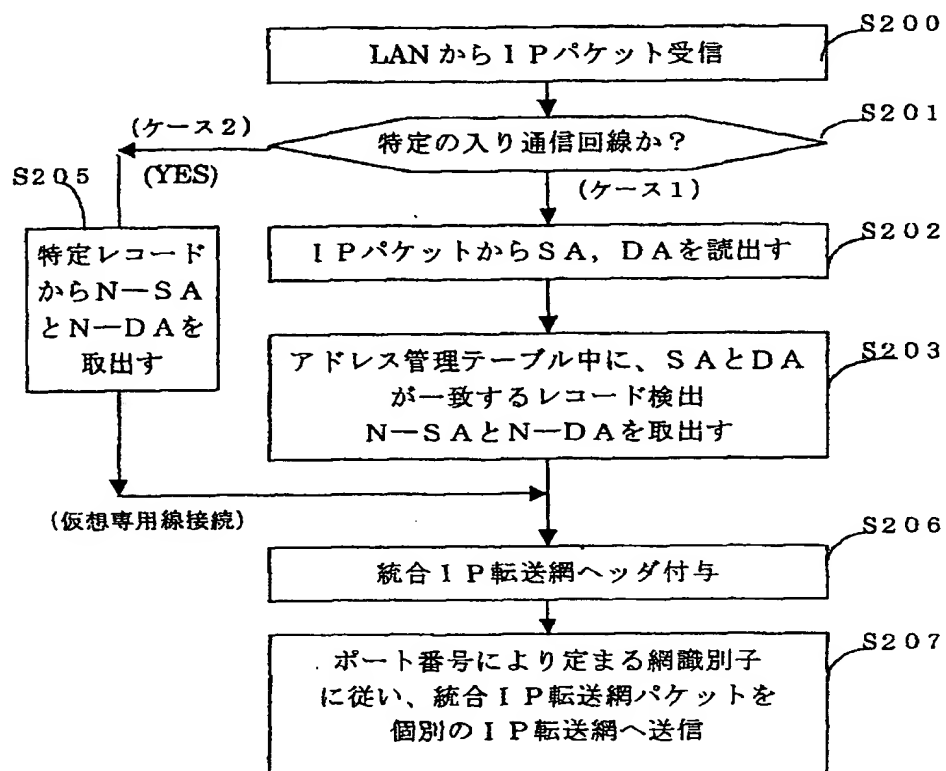 S200
LANからIPパケット受信
S201
特定の入り通信回線か?
(ケース2)
(YES)
(ケース1)
S205
特定レコード
からN－SA
とN－DAを
取出す
S202
IPパケットからSA,DAを読出す
S203
アドレス管理テーブル中に、SAとDA
が一致するレコード検出
N－SAとN－DAを取出す
(仮想専用線接続)
S206
統合IP転送網ヘッダ付与
S207
ポート番号により定まる網識別子
に従い、統合IP転送網パケットを
個別のIP転送網へ送信